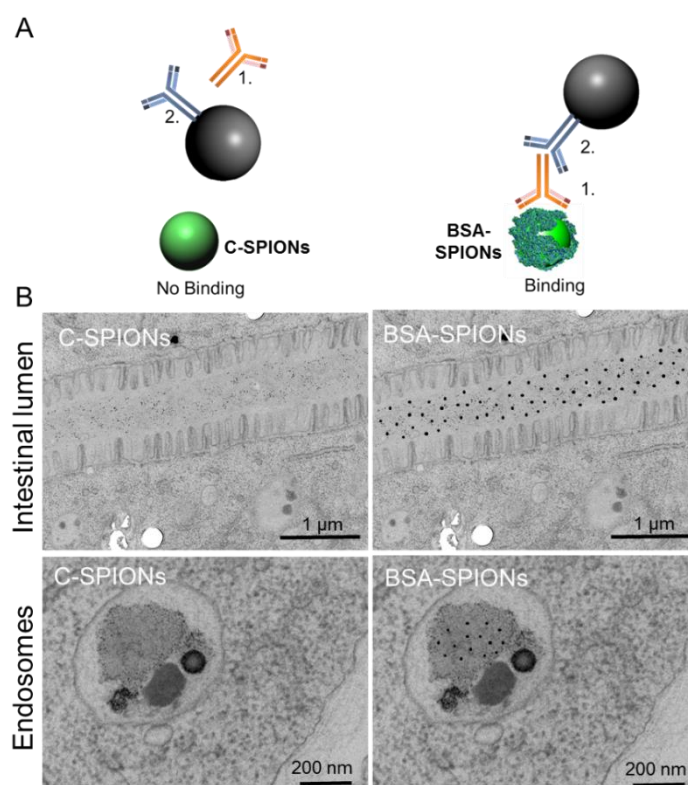 A
1.
2.
C-SPIONs
No Binding
2.
1.
BSA-
SPIONs
Binding
B
Intestinal lumen
C-SPIONs
1 µm
BSA-SPIONs
1 µm
Endosomes
C-SPIONs
200 nm
BSA-SPIONs
200 nm